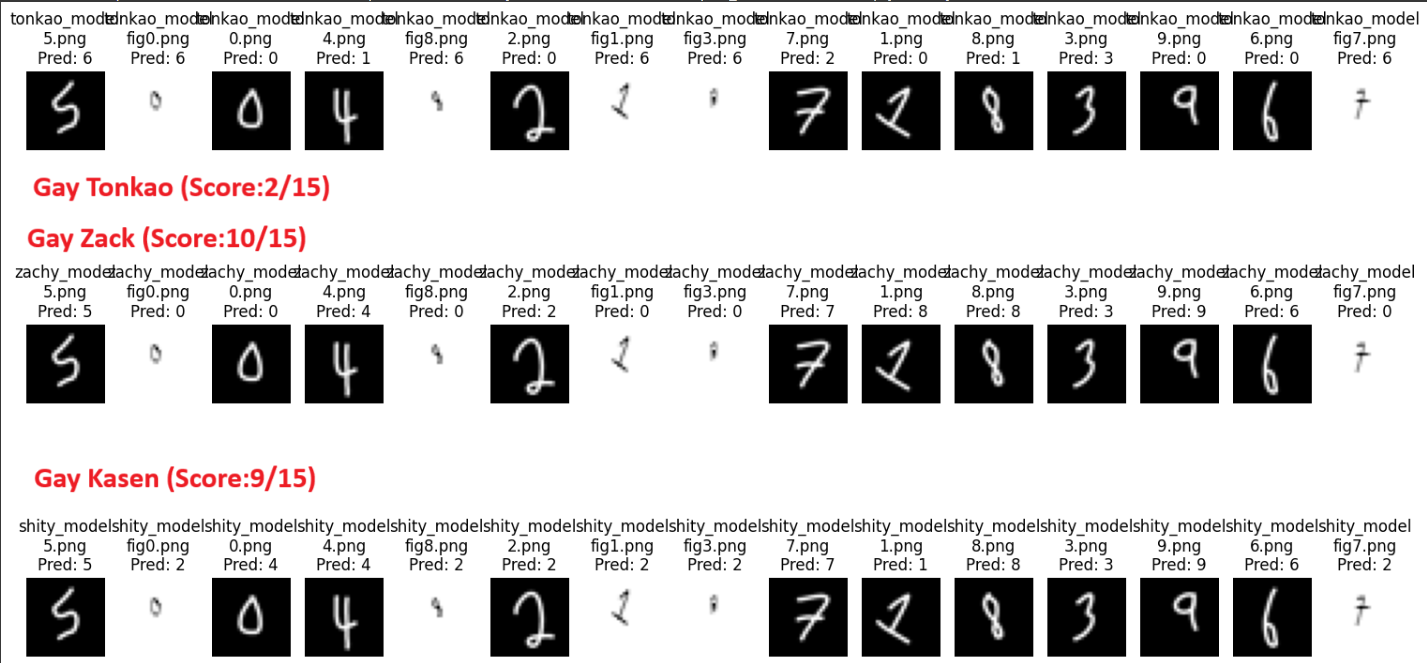 tonkao_model tonkao_model tonkao_model tonkao_model tonkao_model tonkao_model tonkao_model tonkao_model tonkao_model tonkao_model tonkao_model tonkao_model tonkao_model tonkao_model tonkao_model
5.png fig0.png 0.png 4.png fig8.png 2.png fig1.png fig3.png 7.png 1.png 8.png 3.png 9.png 6.png fig7.png
Pred: 6 Pred: 6 Pred: 0 Pred: 1 Pred: 6 Pred: 0 Pred: 6 Pred: 6 Pred: 2 Pred: 0 Pred: 1 Pred: 3 Pred: 0 Pred: 0 Pred: 6
5 0 0 4 8 2 1 8 7 1 8 3 9 6 7
Gay Tonkao (Score:2/15)
Gay Zack (Score:10/15)
zachy_model zachy_model zachy_model zachy_model zachy_model zachy_model zachy_model zachy_model zachy_model zachy_model zachy_model zachy_model zachy_model zachy_model zachy_model
5.png fig0.png 0.png 4.png fig8.png 2.png fig1.png fig3.png 7.png 1.png 8.png 3.png 9.png 6.png fig7.png
Pred: 5 Pred: 0 Pred: 0 Pred: 4 Pred: 0 Pred: 2 Pred: 0 Pred: 0 Pred: 7 Pred: 8 Pred: 8 Pred: 3 Pred: 9 Pred: 6 Pred: 0
5 0 0 4 8 2 1 8 7 1 8 3 9 6 7
Gay Kasen (Score:9/15)
shity_model shity_model shity_model shity_model shity_model shity_model shity_model shity_model shity_model shity_model shity_model shity_model shity_model shity_model shity_model
5.png fig0.png 0.png 4.png fig8.png 2.png fig1.png fig3.png 7.png 1.png 8.png 3.png 9.png 6.png fig7.png
Pred: 5 Pred: 2 Pred: 4 Pred: 4 Pred: 2 Pred: 2 Pred: 2 Pred: 2 Pred: 7 Pred: 1 Pred: 8 Pred: 3 Pred: 9 Pred: 6 Pred: 2
5 0 0 4 8 2 1 8 7 1 8 3 9 6 7